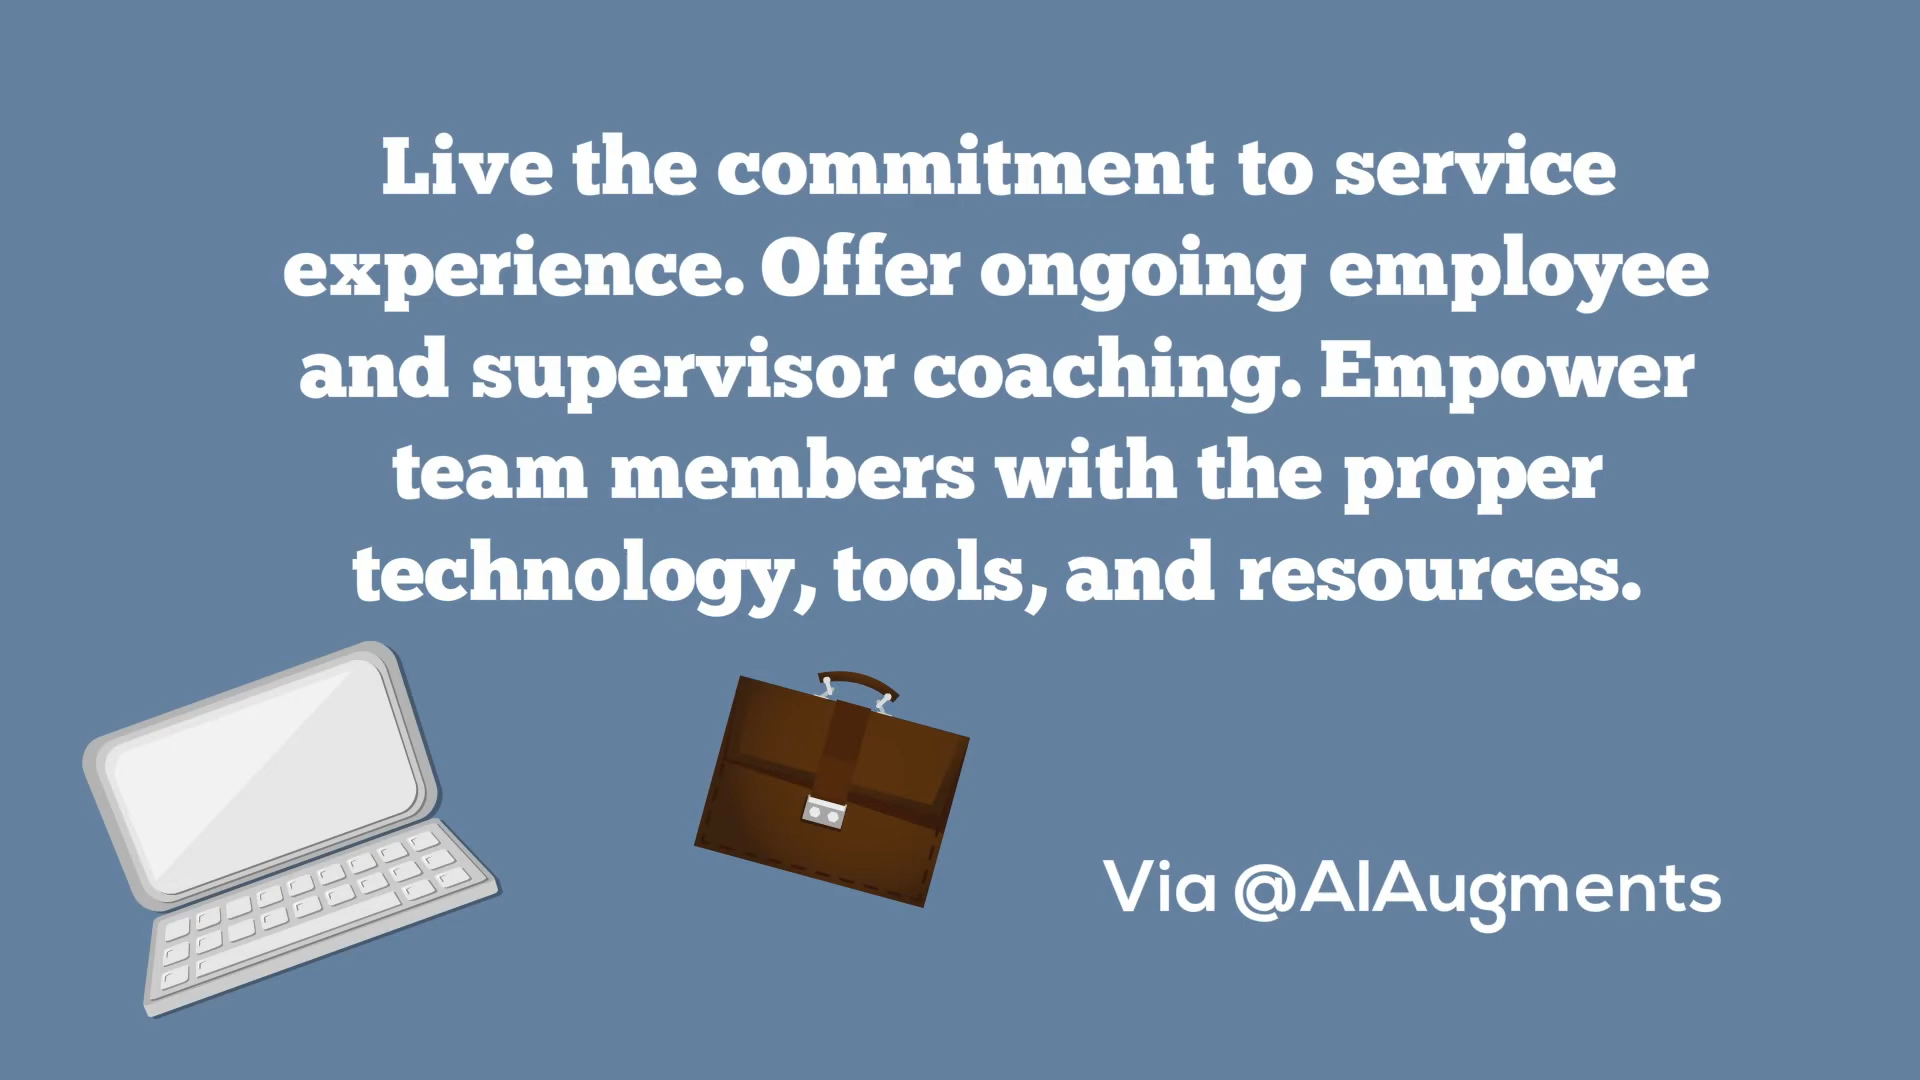 Live the commitment to service
experience. Offer ongoing employee
and supervisor coaching. Empower
team members with the proper
technology, tools, and resources.
Via @AIAugments